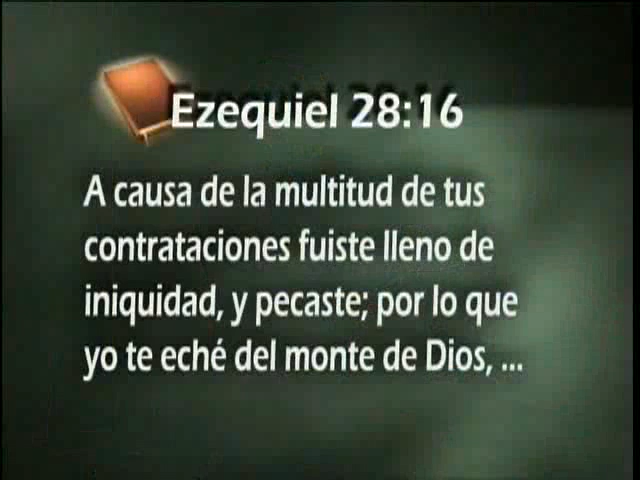 Ezequiel 28:16
A causa de la multitud de tus
contrataciones fuiste lleno de
iniquidad, y pecaste; por lo que
yo te eché del monte de Dios, ...